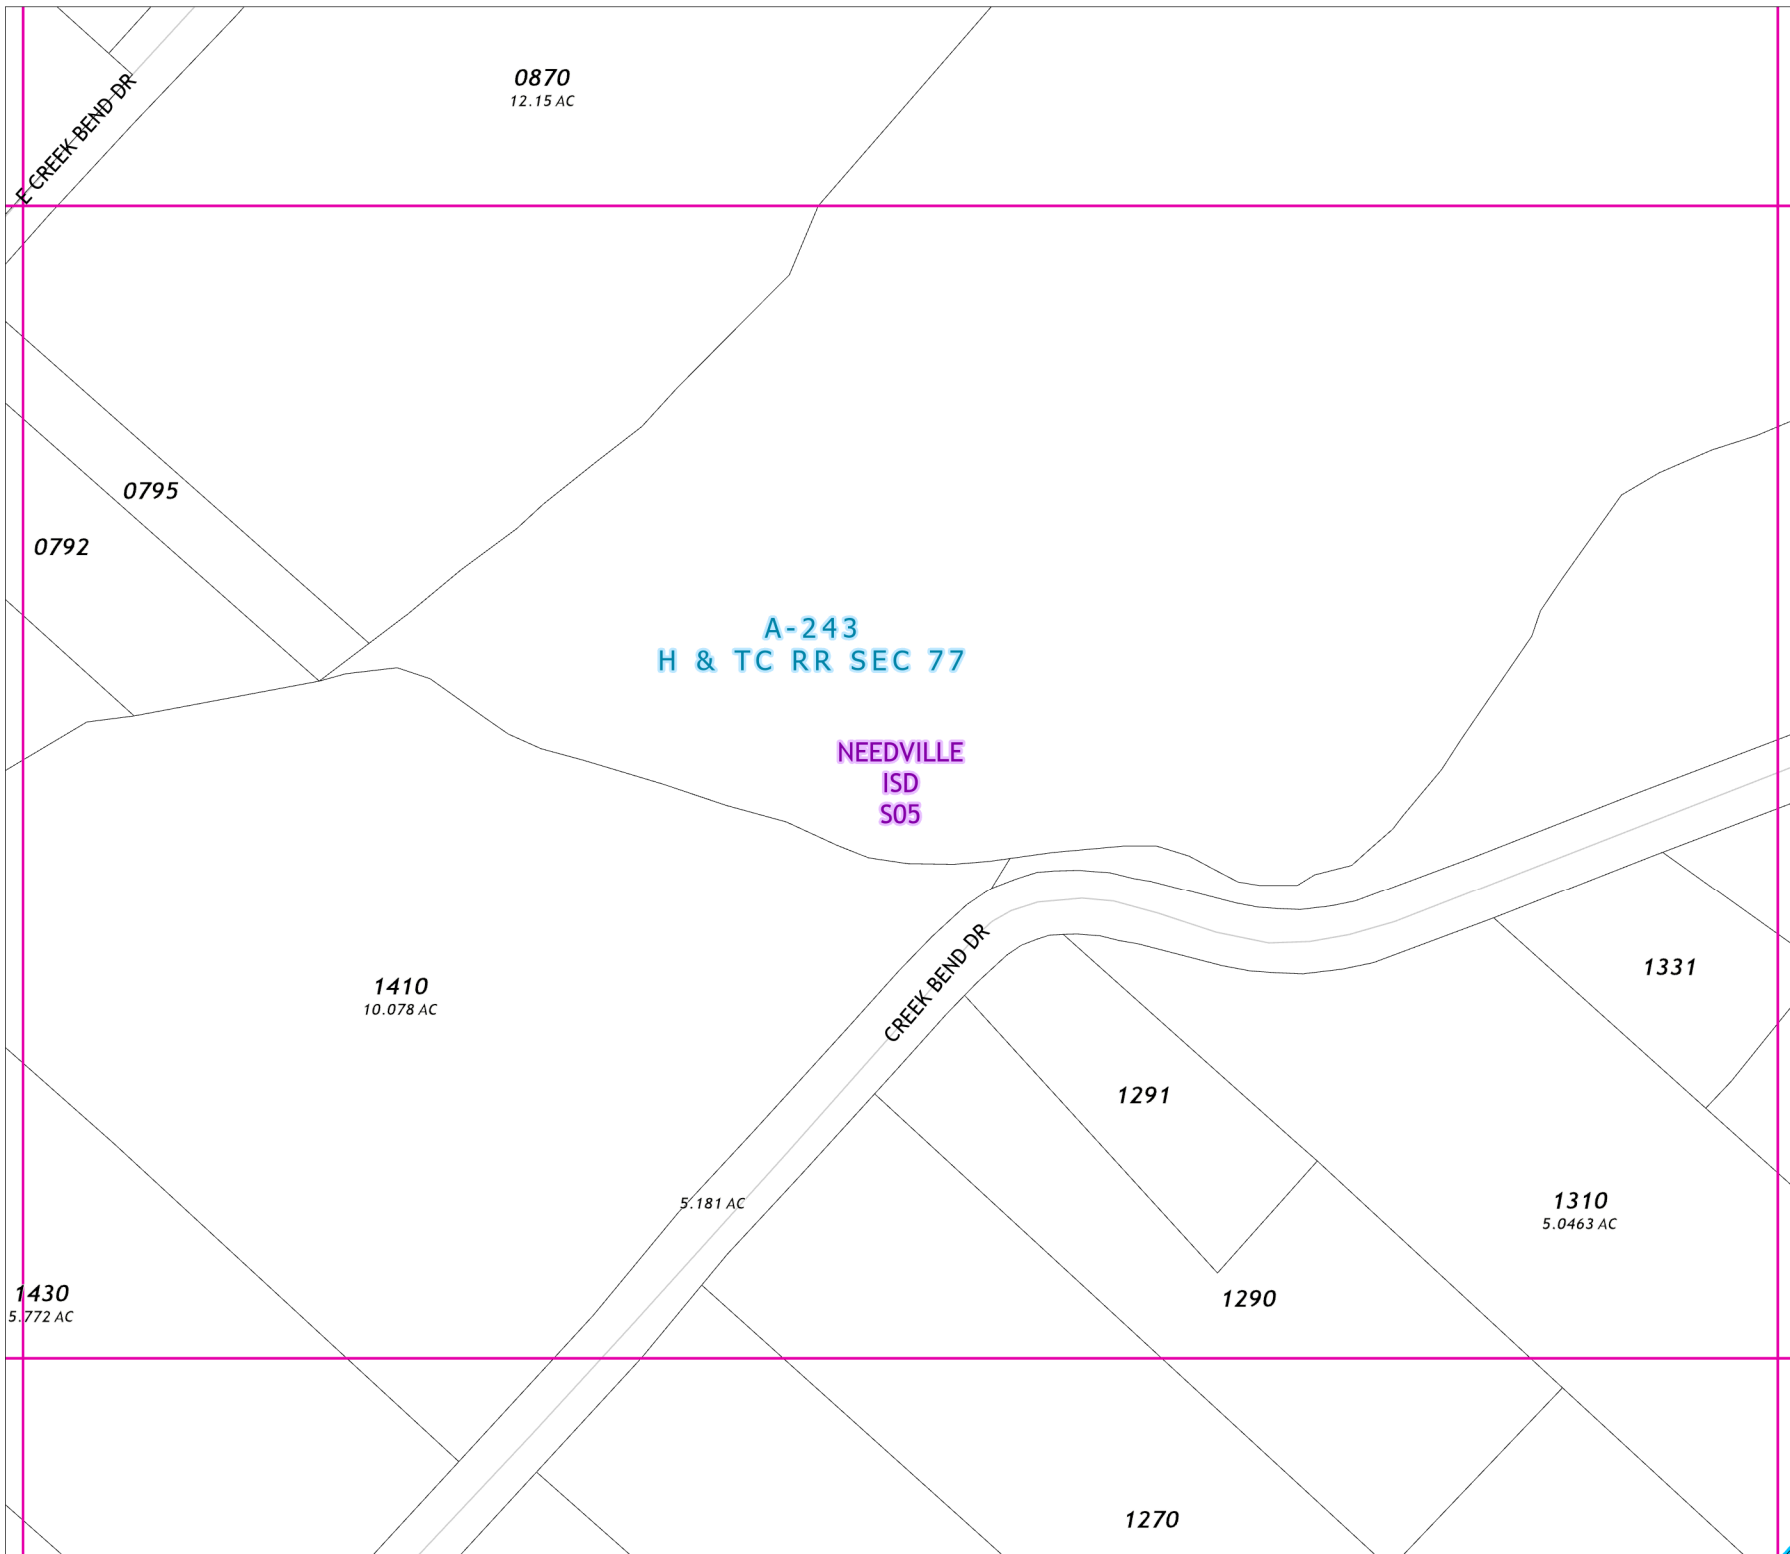 0870
12.15 AC
E CREEK BEND DR
0795
0792
A-243
H & TC RR SEC 77
NEEDVILLE
ISD
S05
CREEK BEND DR
1331
1410
10.078 AC
1291
5.181 AC
1310
5.0463 AC
1430
5.772 AC
1290
1270